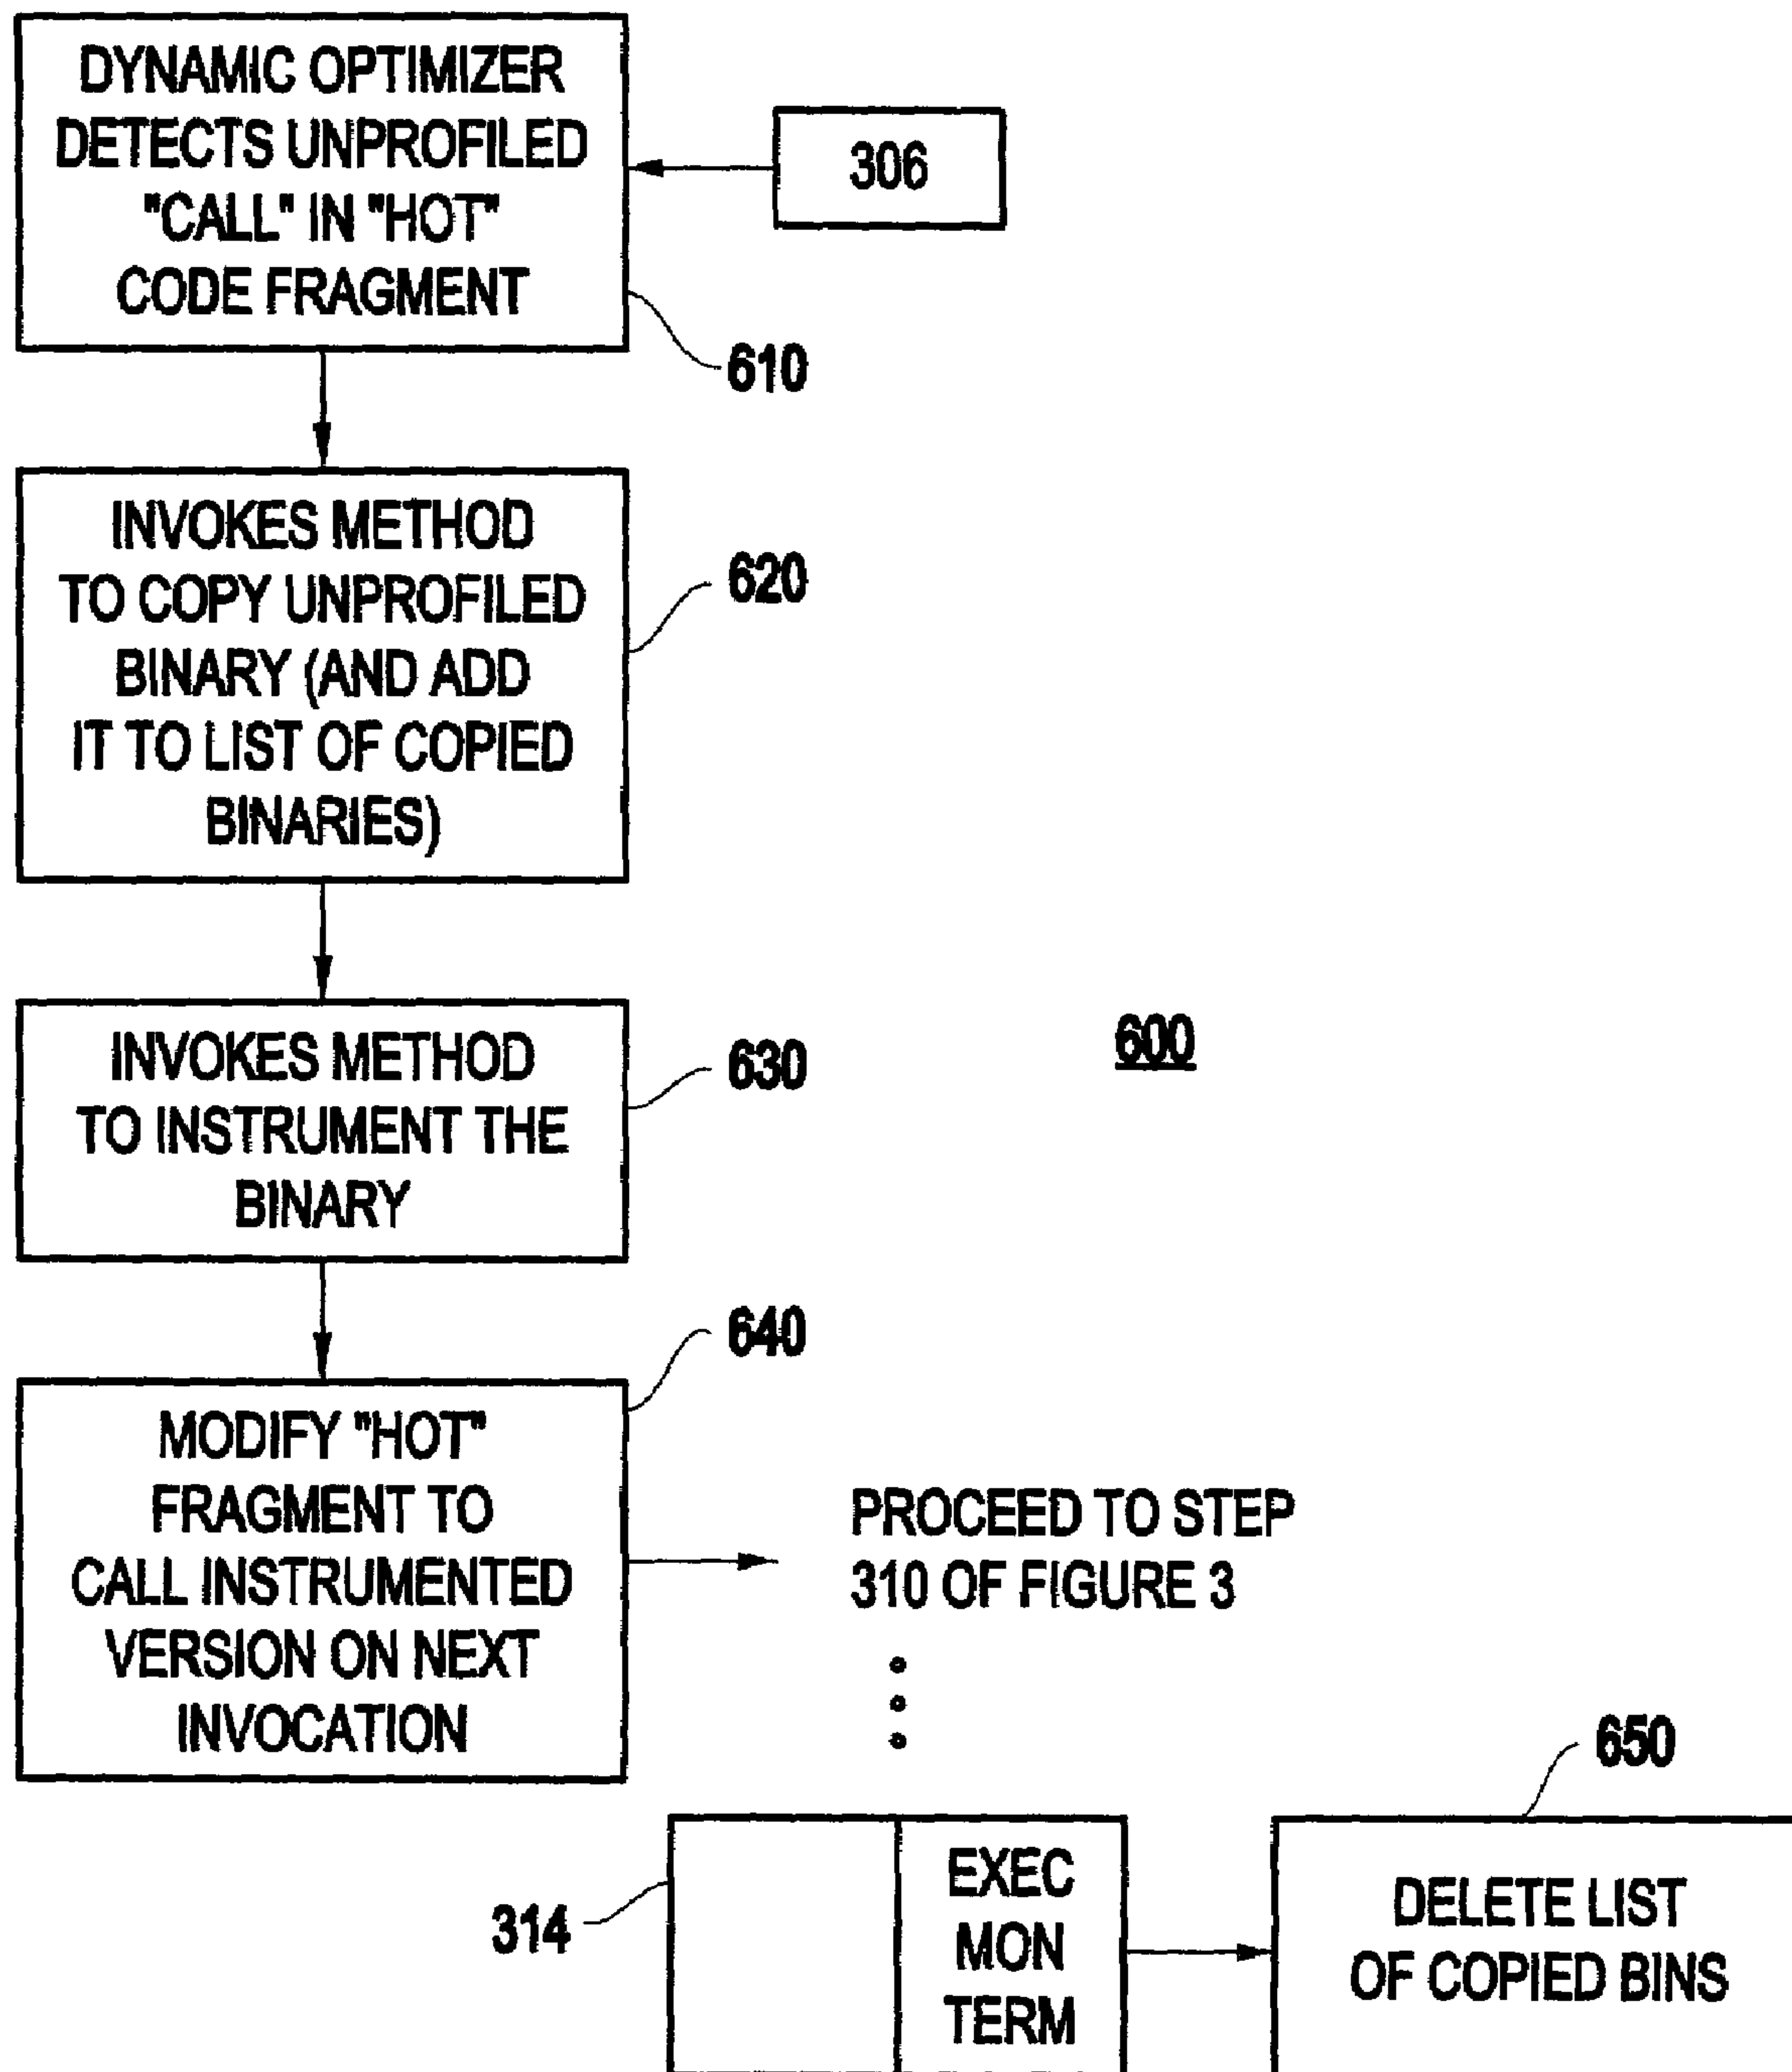 DYNAMIC OPTIMIZER
DETECTS UNPROFILED
"CALL" IN "HOT"
CODE FRAGMENT
306
610
INVOKES METHOD
TO COPY UNPROFILED
BINARY (AND ADD
IT TO LIST OF COPIED
BINARIES)
620
INVOKES METHOD
TO INSTRUMENT THE
BINARY
630
600
640
MODIFY "HOT"
FRAGMENT TO
CALL INSTRUMENTED
VERSION ON NEXT
INVOCATION
PROCEED TO STEP
310 OF FIGURE 3
650
314
EXEC
MON
TERM
DELETE LIST
OF COPIED BINS